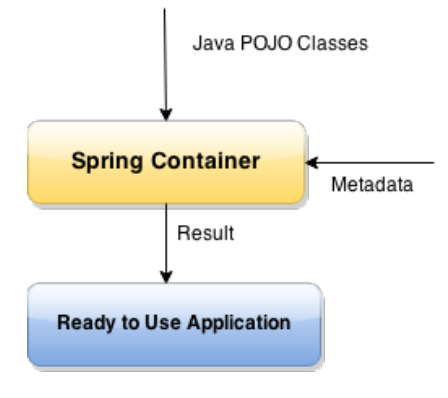 Java POJO Classes
Spring Container
Metadata
Result
Ready to Use Application